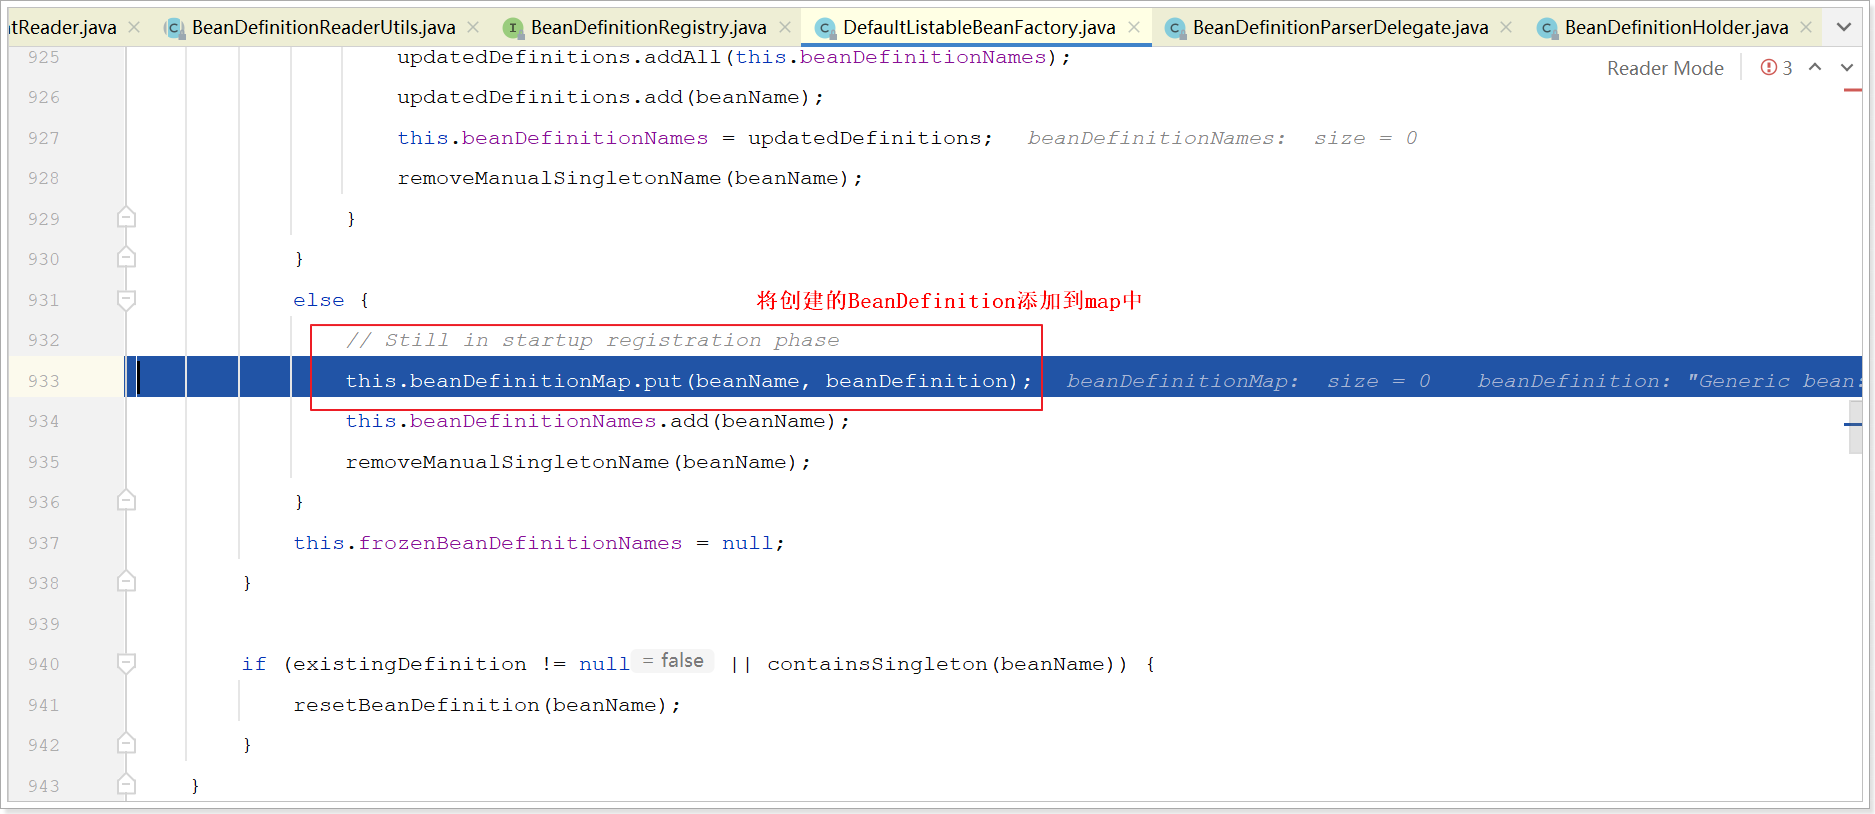 ntReader.java BeanDefinitionReaderUtils.java BeanDefinitionRegistry.java DefaultListableBeanFactory.java BeanDefinitionParserDelegate.java BeanDefinitionHolder.java
Reader Mode 3
925 updatedDefinitions.addAll(this.beanDefinitionNames);
926 updatedDefinitions.add(beanName);
927 this.beanDefinitionNames = updatedDefinitions; beanDefinitionNames: size = 0
928 removeManualSingletonName(beanName);
929 }
930 }
931 else {
将创建的BeanDefinition添加到map中
932 // Still in startup registration phase
933 this.beanDefinitionMap.put(beanName, beanDefinition); beanDefinitionMap: size = 0 beanDefinition: "Generic bean:
934 this.beanDefinitionNames.add(beanName);
935 removeManualSingletonName(beanName);
936 }
937 this.frozenBeanDefinitionNames = null;
938 }
939
940 if (existingDefinition != null = false || containsSingleton(beanName)) {
941 resetBeanDefinition(beanName);
942 }
943 }